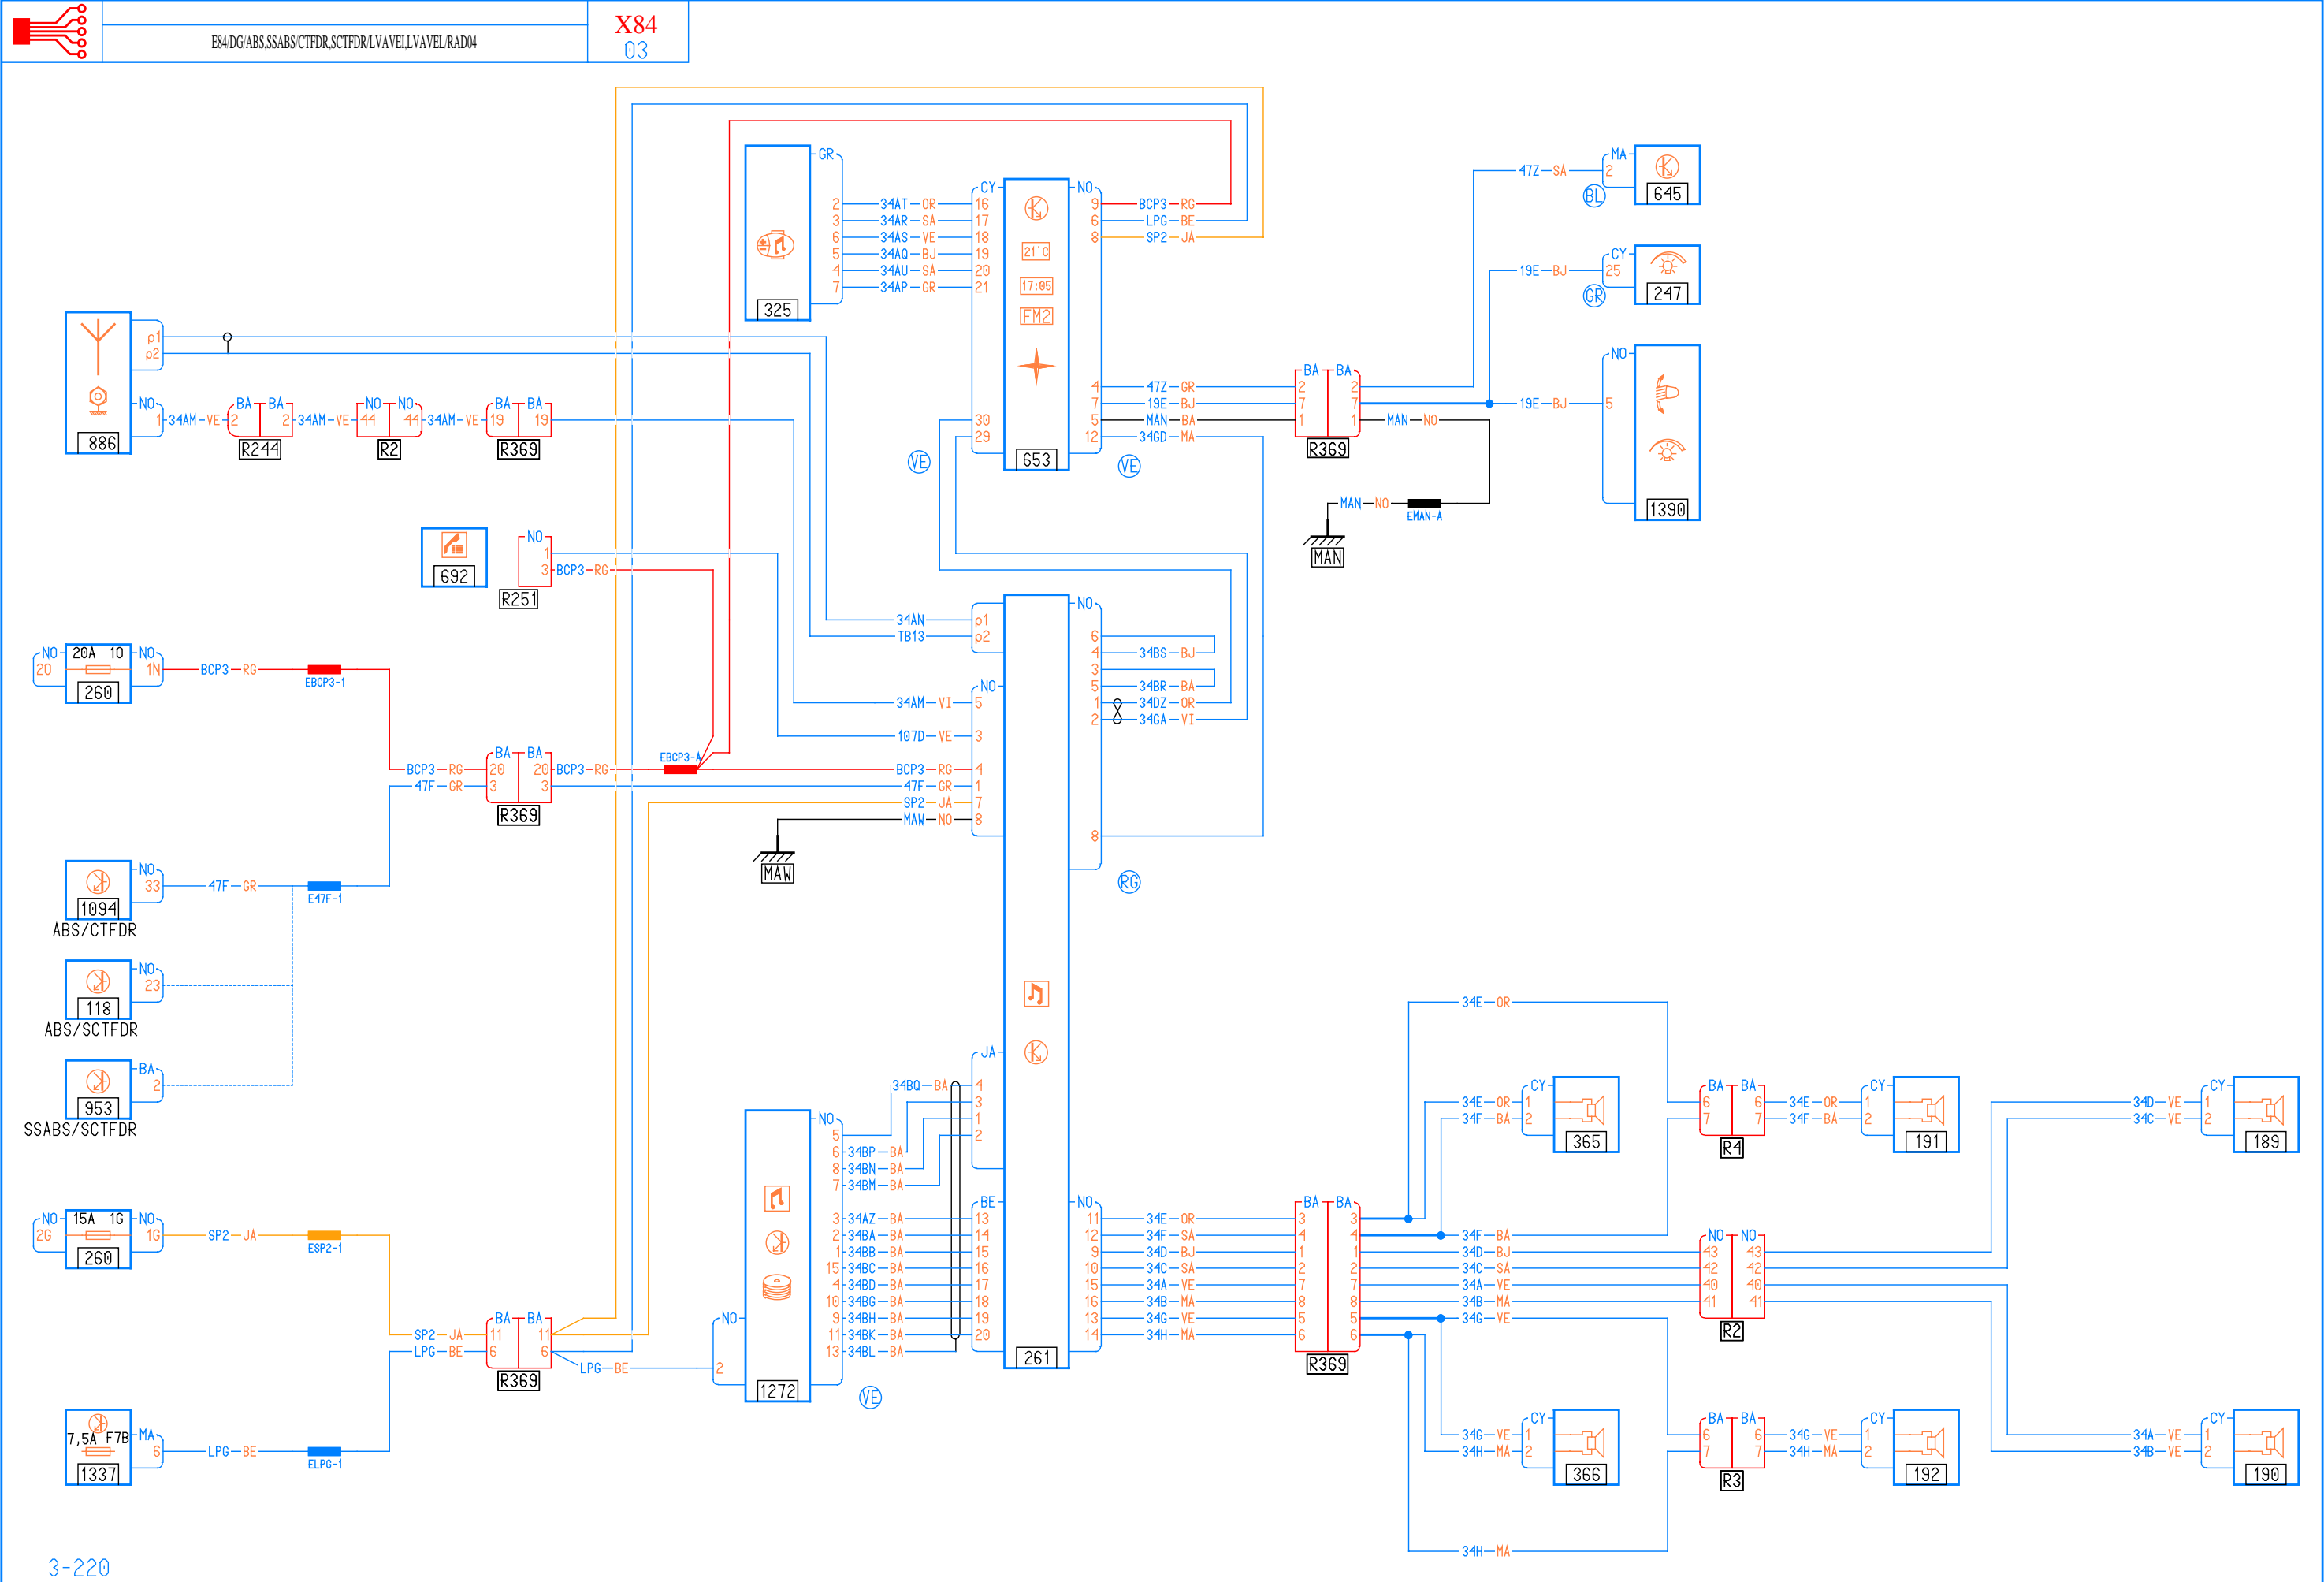 E84/DG/ABS,SSABS/CTFDR,SCTFDR/LVAVEI,LVAVEL/RAD04
X84
03
GR
2 34AT OR 16
3 34AR SA 17
6 34AS VE 18
5 34AQ BJ 19
4 34AU SA 20
7 34AP GR 21
325
CY
NO
21°C
17:05
FM2
9 BCP3 RG
6 LPG BE
8 SP2 JA
30
29
4 47Z GR 2
7 19E BJ 7
5 MAN BA 1
12 34GD MA
VE
653
VE
BA BA
2
7
1 MAN NO
R369
47Z SA 2
MA
BL
645
19E BJ 25
CY
GR
247
NO
19E BJ 5
1390
MAN NO
EMAN-A
MAN
p1
p2
NO
1 34AM VE 2
886
BA BA
2 34AM VE 44
R244
NO NO
44 34AM VE 19
R2
BA BA
19
R369
692
NO
1
3 BCP3 RG
R251
NO 20A 10 NO
20 1N BCP3 RG
260
EBCP3-1
BA BA
BCP3 RG 20 20 BCP3 RG
47F GR 3 3
R369
EBCP3-A
34AN p1
TB13 p2
NO
34AM VI 5
107D VE 3
BCP3 RG 4
47F GR 1
SP2 JA 7
MAW NO 8
MAW
NO
6
4 34BS BJ
3
5 34BR BA
1 34DZ OR
2 34GA VI
8
RG
NO
33 47F GR
E47F-1
1094
ABS/CTFDR
NO
23
118
ABS/SCTFDR
BA
2
953
SSABS/SCTFDR
NO 15A 1G NO
2G 1G SP2 JA
260
ESP2-1
BA BA
SP2 JA 11 11
LPG BE 6 6
R369
LPG BE 2
7,5A F7B MA
6 LPG BE
1337
ELPG-1
NO
NO
5 34BQ BA 4
6 34BP BA 3
8 34BN BA 1
7 34BM BA 2
JA
BE
3 34AZ BA 13
2 34BA BA 14
1 34BB BA 15
15 34BC BA 16
4 34BD BA 17
10 34BG BA 18
9 34BH BA 19
11 34BK BA 20
13 34BL BA
1272
VE
261
NO
BA BA
11 34E OR 3 3
12 34F SA 4 4 34F BA
9 34D BJ 1 1 34D BJ 43
10 34C SA 2 2 34C SA 42
15 34A VE 7 7 34A VE 40
16 34B MA 8 8 34B MA 41
13 34G VE 5 5 34G VE
14 34H MA 6 6
R369
34E OR
CY
34E OR 1
34F BA 2
365
BA BA
6 6 34E OR 1
7 7 34F BA 2
R4
CY
191
34D VE 1
34C VE 2
CY
189
NO NO
43
42
40
41
R2
CY
34G VE 1
34H MA 2
366
BA BA
6 6 34G VE 1
7 7 34H MA 2
R3
CY
192
34A VE 1
34B VE 2
CY
190
34H MA
3-220